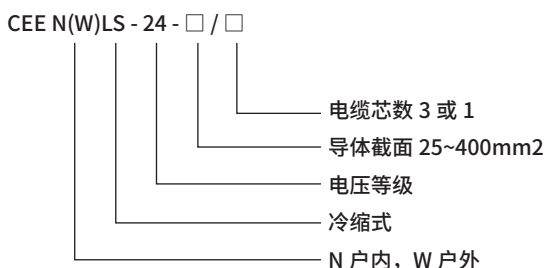 CEE N(W)LS - 24 - □ / □
电缆芯数 3 或 1
导体截面 25~400mm2
电压等级
冷缩式
N 户内，W 户外